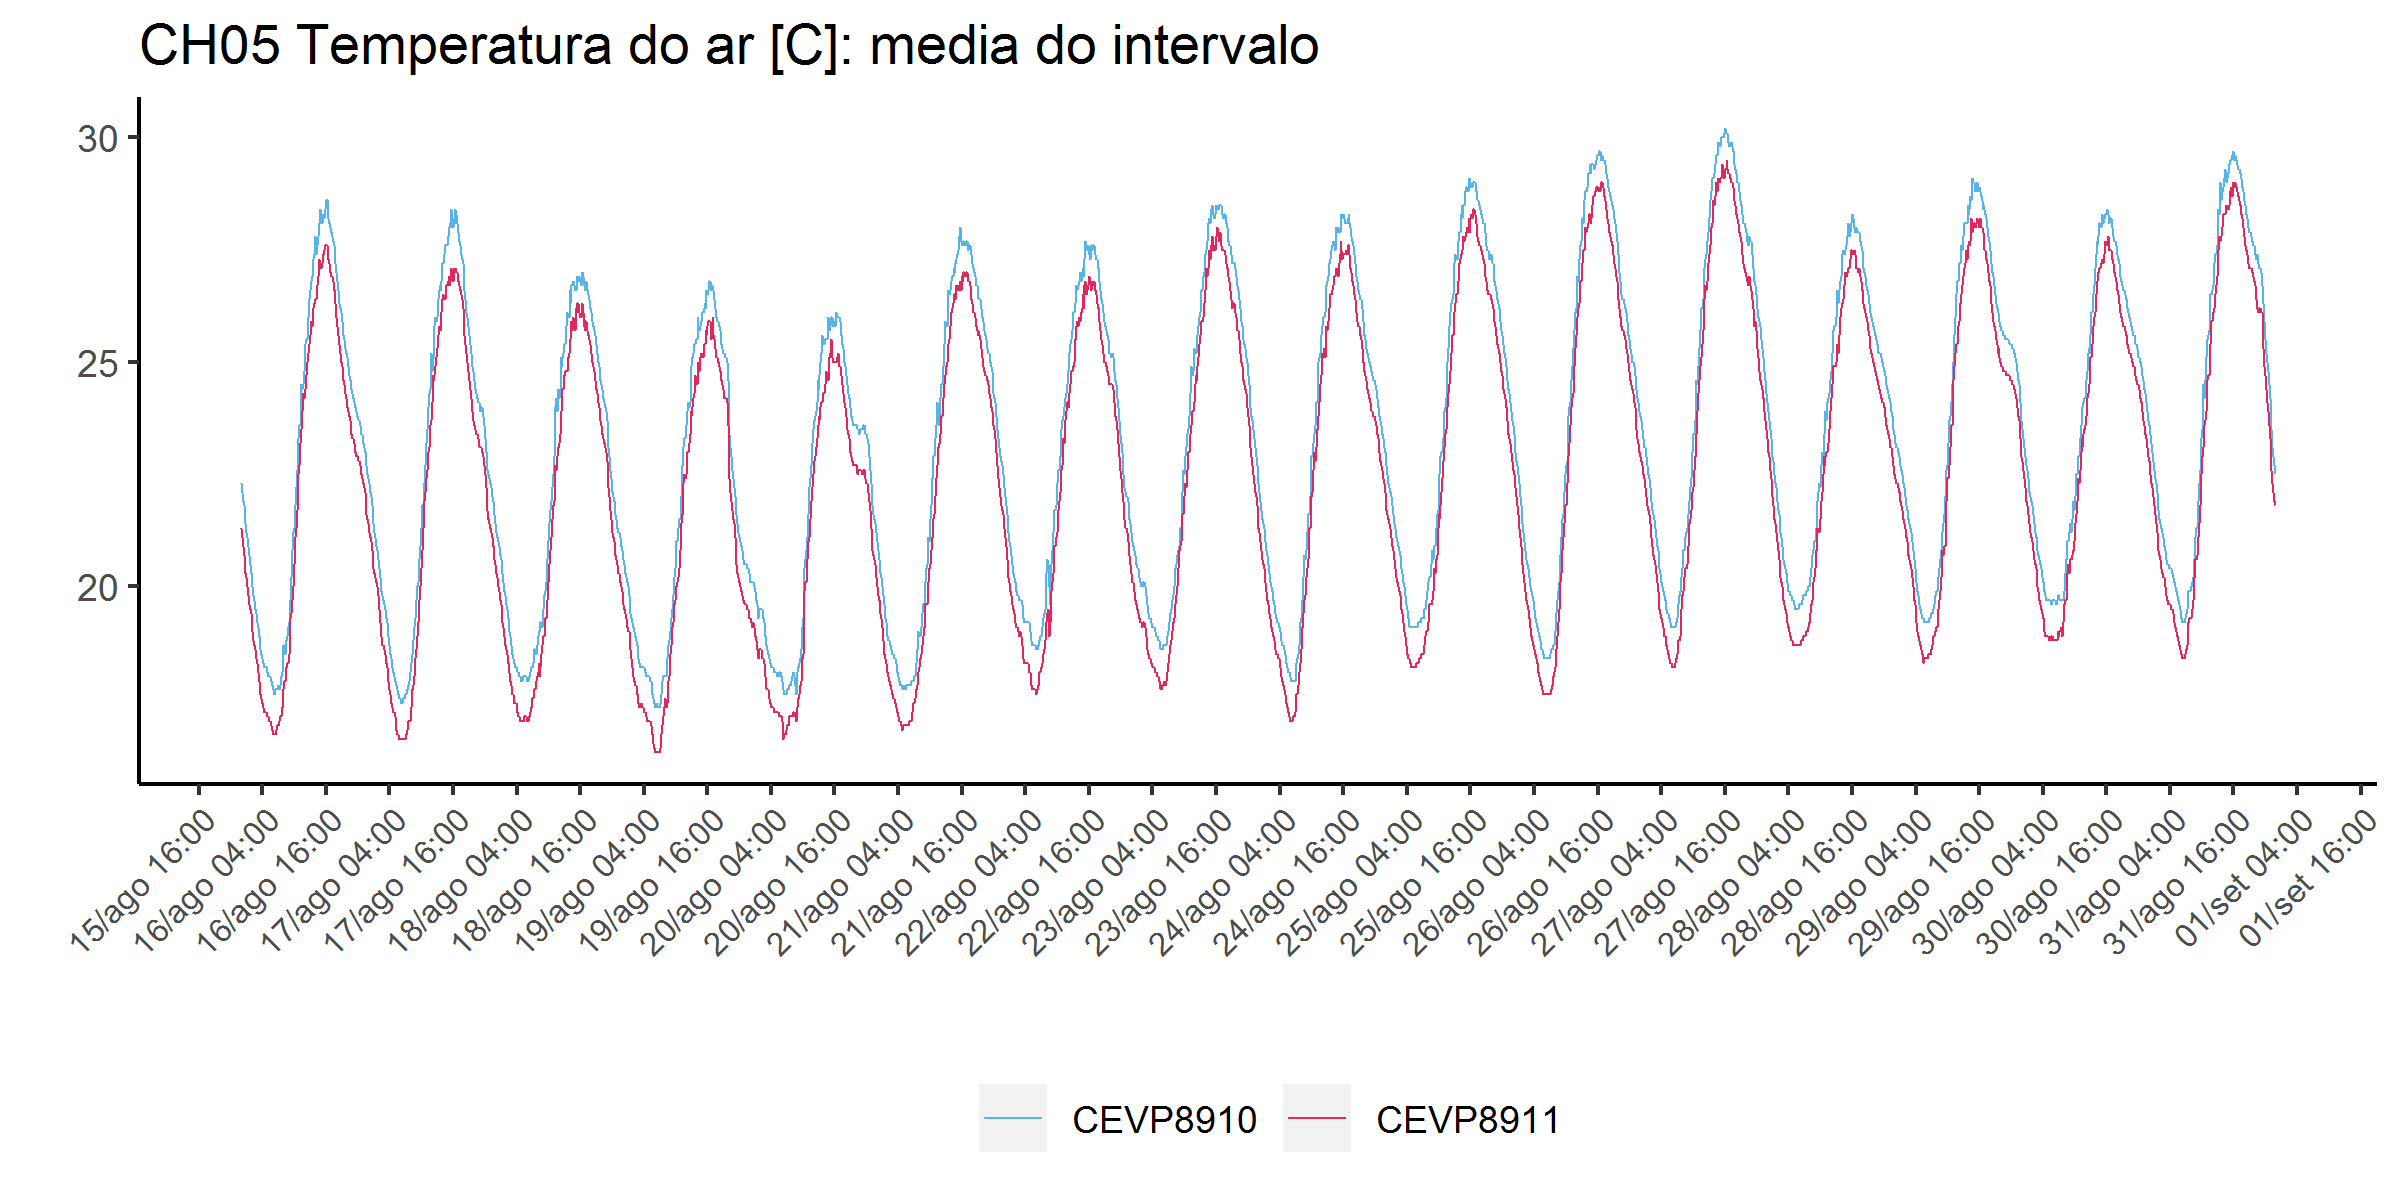 CH05 Temperatura do ar [C]: media do intervalo
30
25
20
15/ago 16:00
16/ago 04:00
16/ago 16:00
17/ago 04:00
17/ago 16:00
18/ago 04:00
18/ago 16:00
19/ago 04:00
19/ago 16:00
20/ago 04:00
20/ago 16:00
21/ago 04:00
21/ago 16:00
22/ago 04:00
22/ago 16:00
23/ago 04:00
23/ago 16:00
24/ago 04:00
24/ago 16:00
25/ago 04:00
25/ago 16:00
26/ago 04:00
26/ago 16:00
27/ago 04:00
27/ago 16:00
28/ago 04:00
28/ago 16:00
29/ago 04:00
29/ago 16:00
30/ago 04:00
30/ago 16:00
31/ago 04:00
31/ago 16:00
01/set 04:00
01/set 16:00
CEVP8910
CEVP8911